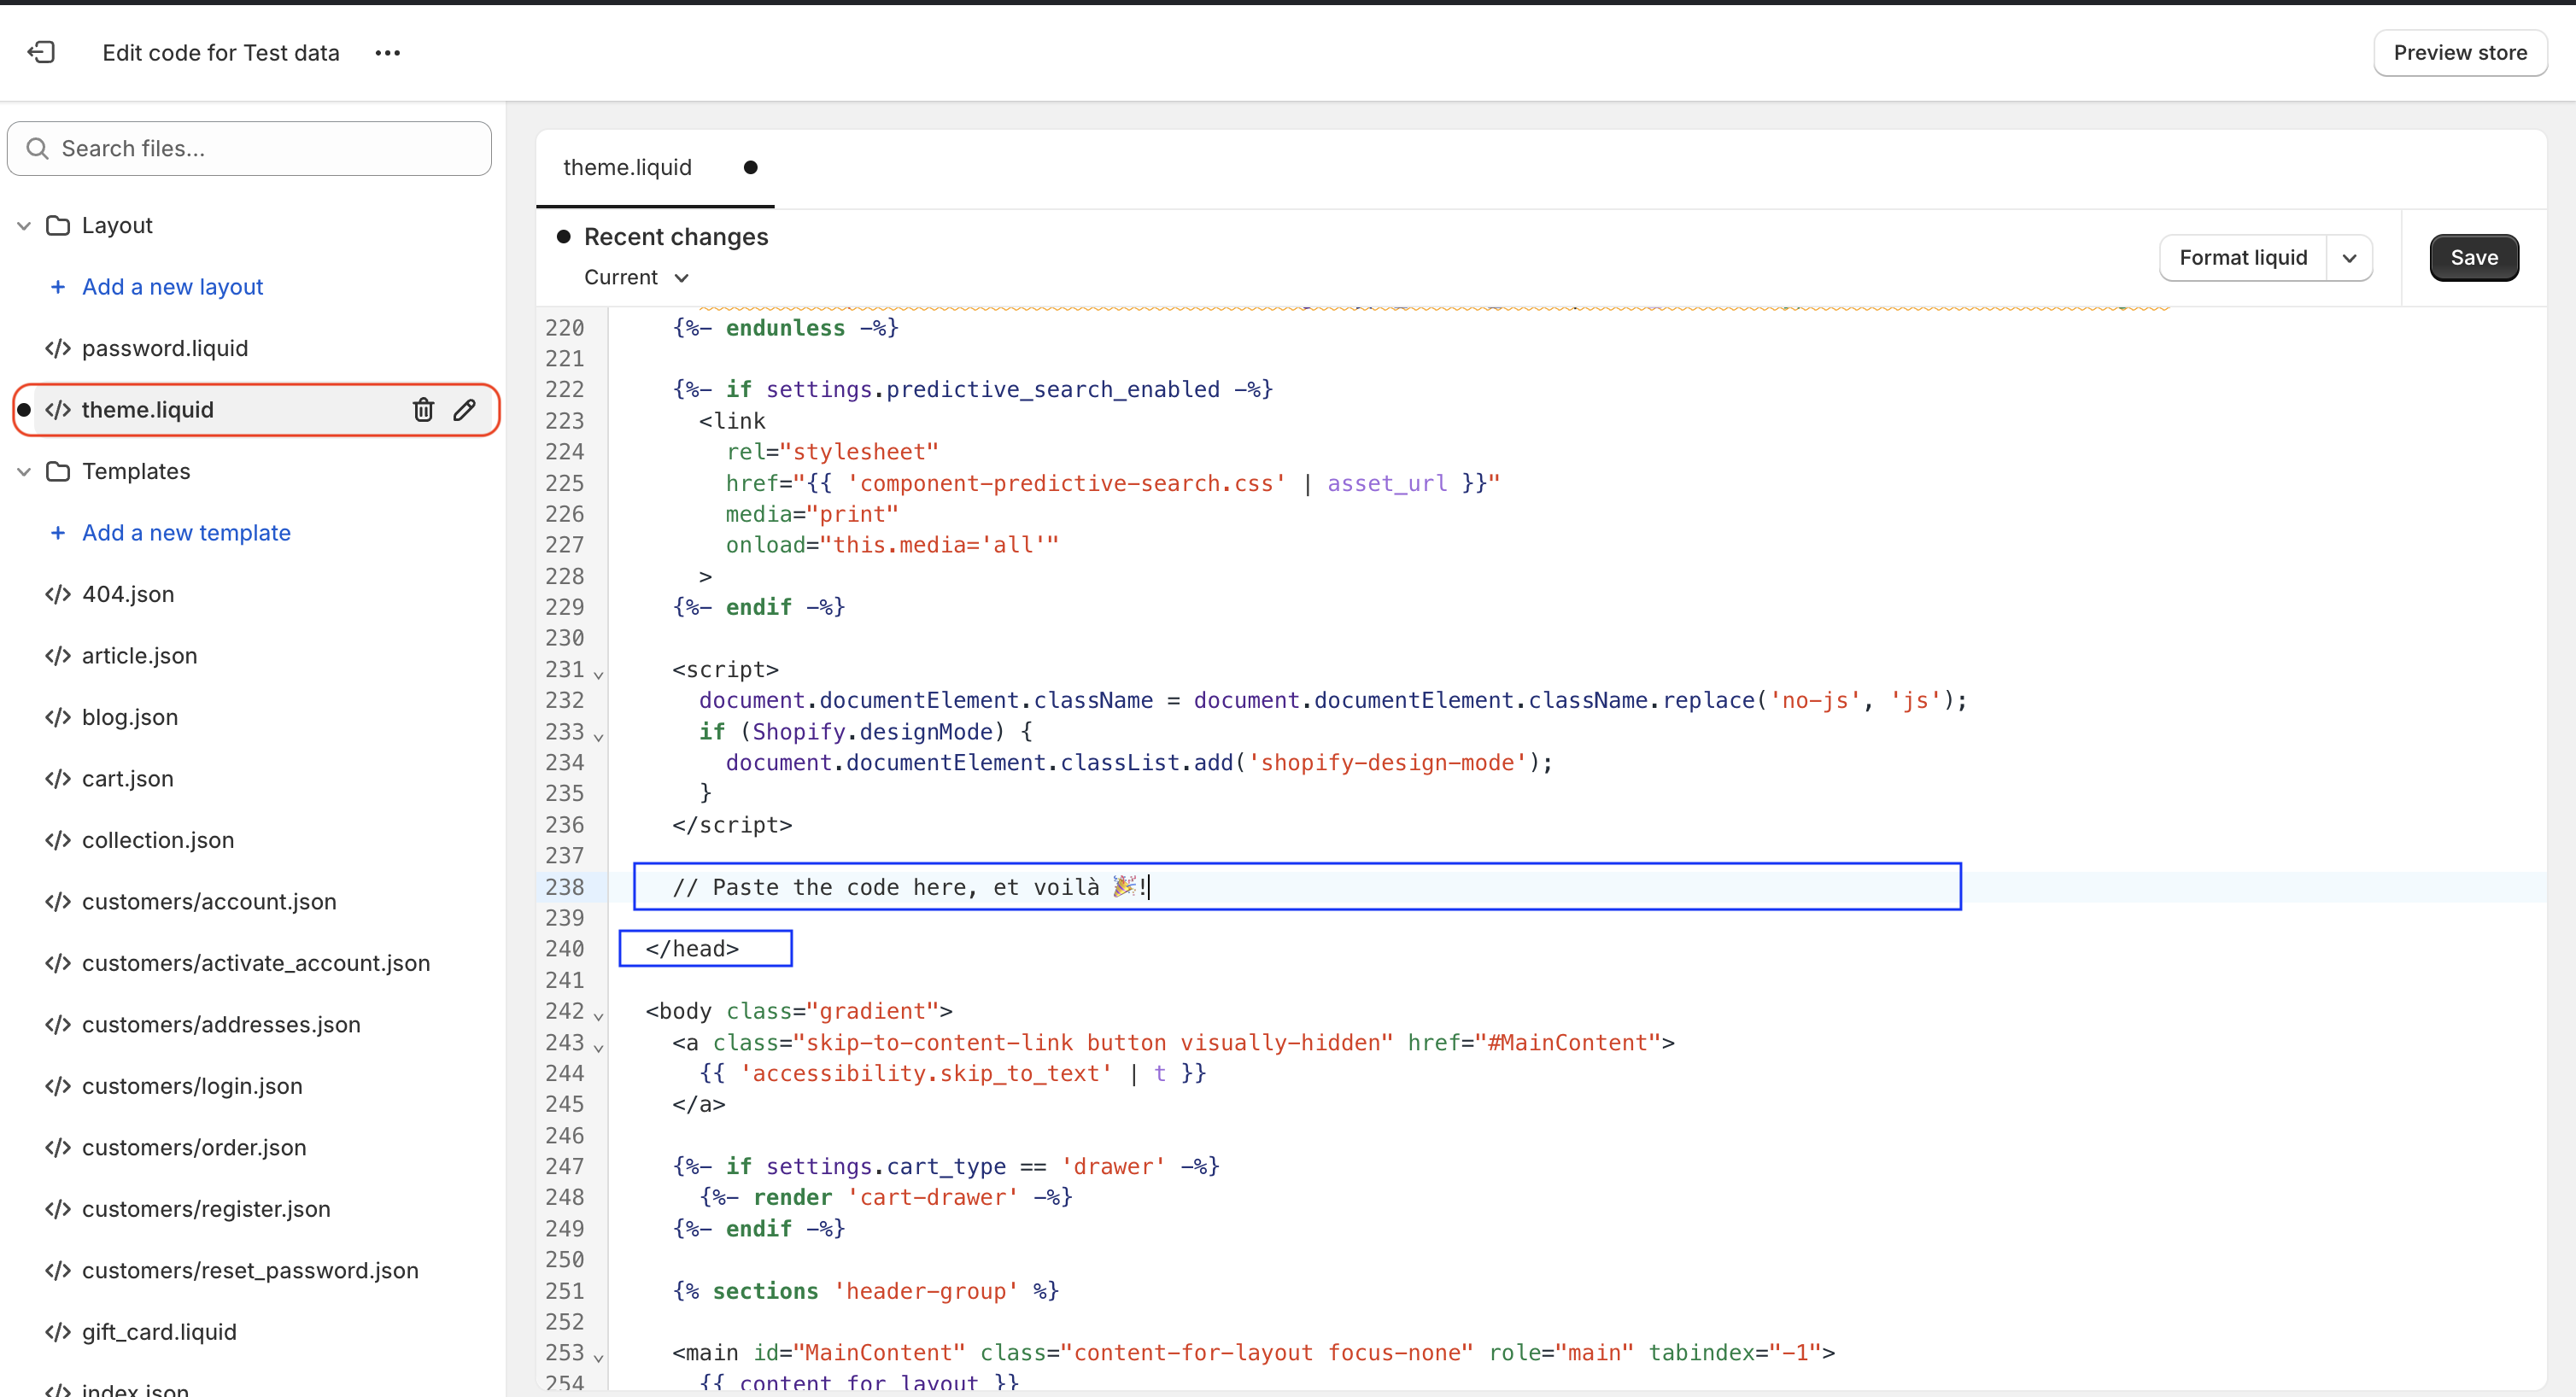 Edit code for Test data
Preview store
Search files...
Layout
+ Add a new layout
</> password.liquid
</> theme.liquid
Templates
+ Add a new template
</> 404.json
</> article.json
</> blog.json
</> cart.json
</> collection.json
</> customers/account.json
</> customers/activate_account.json
</> customers/addresses.json
</> customers/login.json
</> customers/order.json
</> customers/register.json
</> customers/reset_password.json
</> gift_card.liquid
</> index.json
theme.liquid
Recent changes
Current
Format liquid
Save
220 {%- endunless -%}
221
222 {%- if settings.predictive_search_enabled -%}
223 <link
224 rel="stylesheet"
225 href="{{ 'component-predictive-search.css' | asset_url }}"
226 media="print"
227 onload="this.media='all'"
228 >
229 {%- endif -%}
230
231 <script>
232 document.documentElement.className = document.documentElement.className.replace('no-js', 'js');
233 if (Shopify.designMode) {
234 document.documentElement.classList.add('shopify-design-mode');
235 }
236 </script>
237
238 // Paste the code here, et voilà 🎉!
239
240 </head>
241
242 <body class="gradient">
243 <a class="skip-to-content-link button visually-hidden" href="#MainContent">
244 {{ 'accessibility.skip_to_text' | t }}
245 </a>
246
247 {%- if settings.cart_type == 'drawer' -%}
248 {%- render 'cart-drawer' -%}
249 {%- endif -%}
250
251 {% sections 'header-group' %}
252
253 <main id="MainContent" class="content-for-layout focus-none" role="main" tabindex="-1">
254 {{ content_for_layout }}